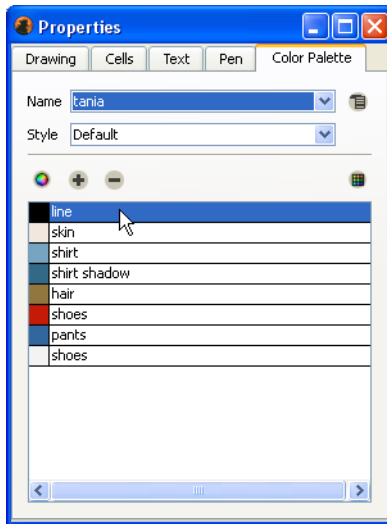 Properties
Drawing Cells Text Pen Color Palette
Name tania
Style Default
line
skin
shirt
shirt shadow
hair
shoes
pants
shoes